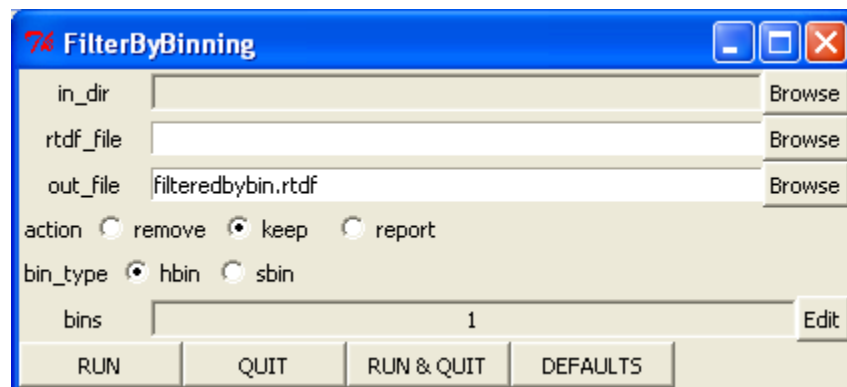 7% FilterByBinning
in_dir Browse
rtdf_file Browse
out_file filteredbybin.rtdf Browse
action remove keep report
bin_type hbin sbin
bins 1 Edit
RUN QUIT RUN & QUIT DEFAULTS